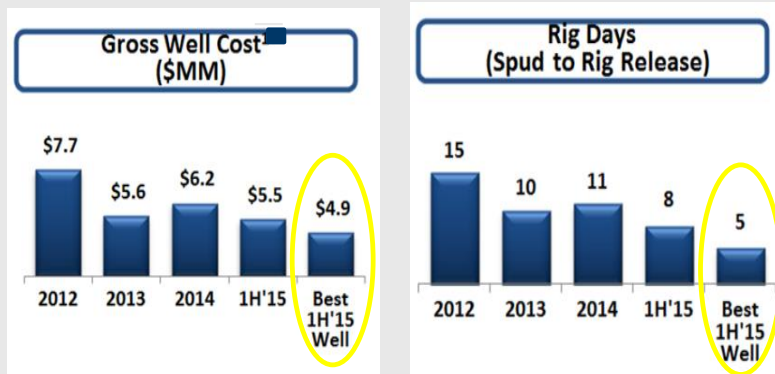 Gross Well Cost
($MM)
$7.7
$5.6
$6.2
$5.5
$4.9
2012
2013
2014
1H'15
Best
1H'15
Well
Rig Days
(Spud to Rig Release)
15
10
11
8
5
2012
2013
2014
1H'15
Best
1H'15
Well